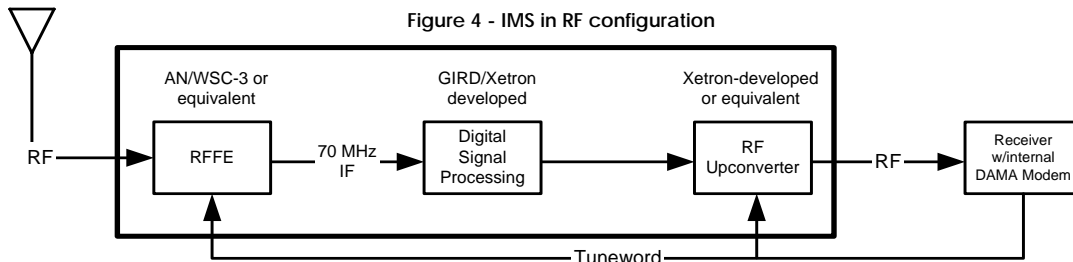 Figure 4 - IMS in RF configuration
AN/WSC-3 or
equivalent
GIRD/Xetron
developed
Xetron-developed
or equivalent
RF
RFFE
70 MHz
IF
Digital
Signal
Processing
RF
Upconverter
RF
Receiver
w/internal
DAMA Modem
Tuneword